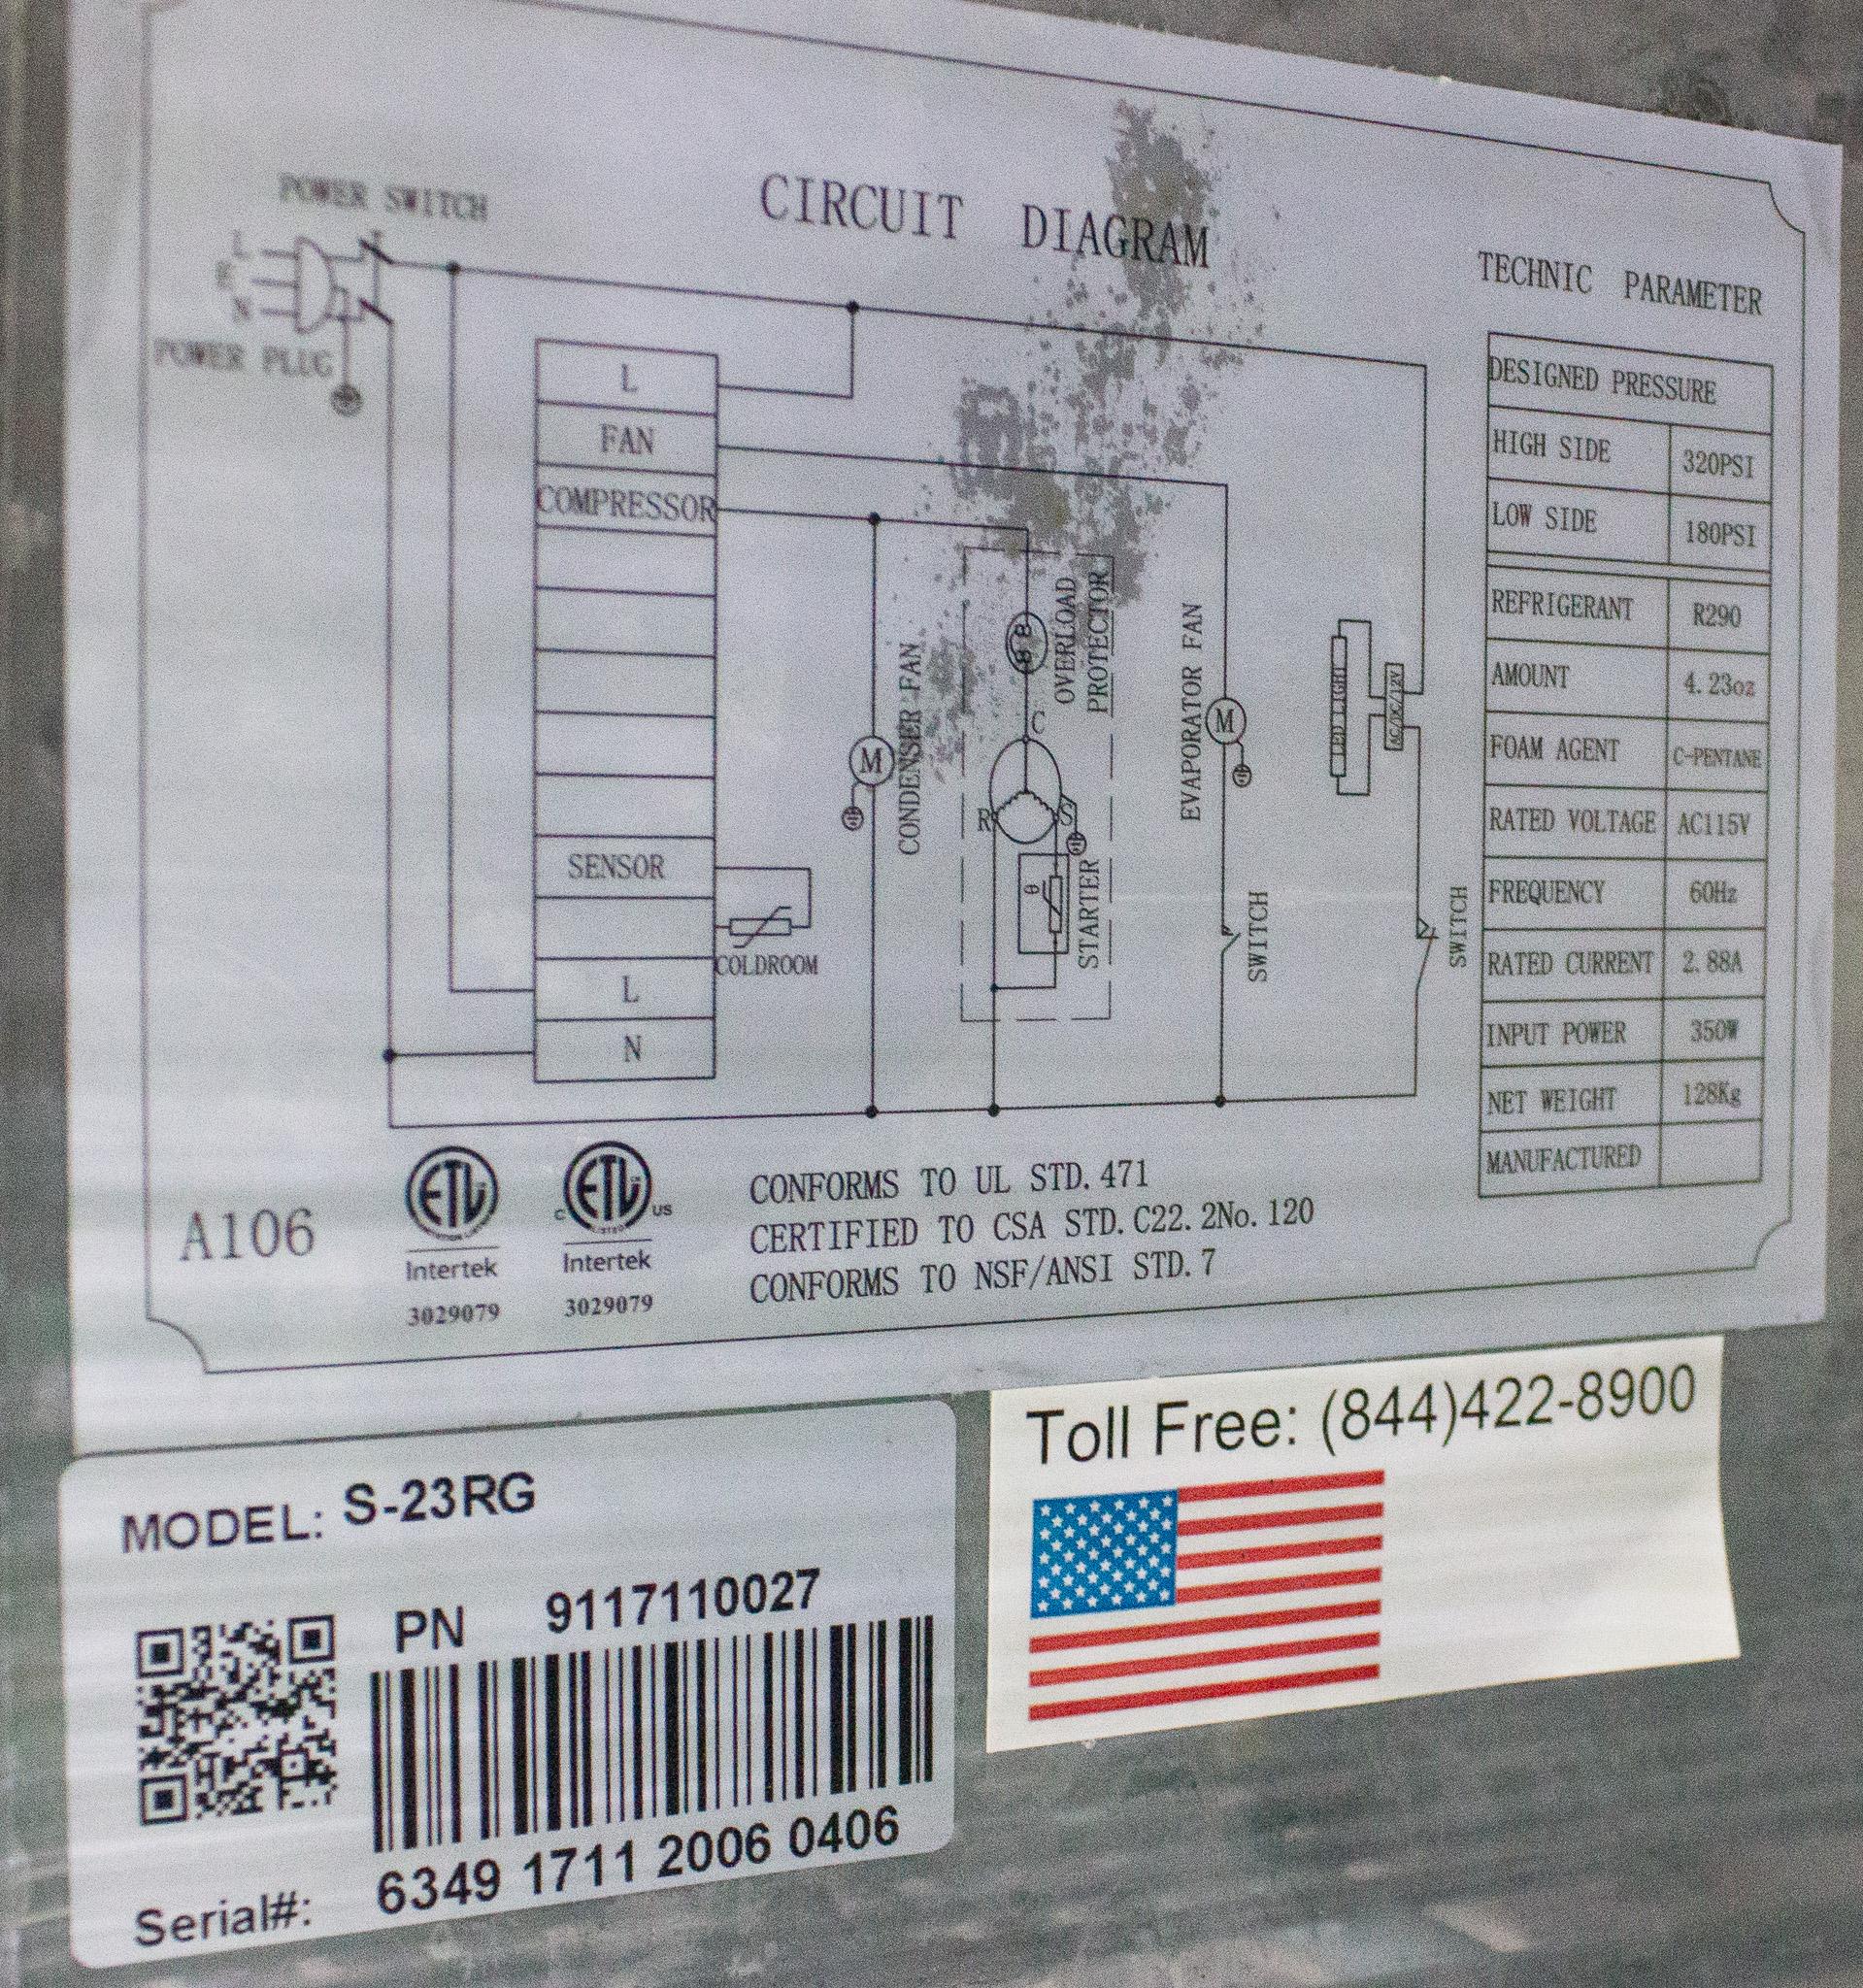 CIRCUIT DIAGRAM
POWER SWITCH
L
E
N
POWER PLUG
L
FAN
COMPRESSOR
SENSOR
COLDROOM
L
N
M
CONDENSER FAN
OVERLOAD
PROTECTOR
C
R
S
θ
STARTER
EVAPORATOR FAN
M
SWITCH
LED LIGHT
AC/DC/12V
SWITCH
TECHNIC PARAMETER
DESIGNED PRESSURE
HIGH SIDE 320PSI
LOW SIDE 180PSI
REFRIGERANT R290
AMOUNT 4.23oz
FOAM AGENT C-PENTANE
RATED VOLTAGE AC115V
FREQUENCY 60Hz
RATED CURRENT 2.88A
INPUT POWER 350W
NET WEIGHT 128Kg
MANUFACTURED
A106
ETL
Intertek
3029079
C ETL US
LISTED
Intertek
3029079
CONFORMS TO UL STD.471
CERTIFIED TO CSA STD.C22.2No.120
CONFORMS TO NSF/ANSI STD.7
Toll Free: (844)422-8900
MODEL: S-23RG
PN 9117110027
Serial#: 6349 1711 2006 0406